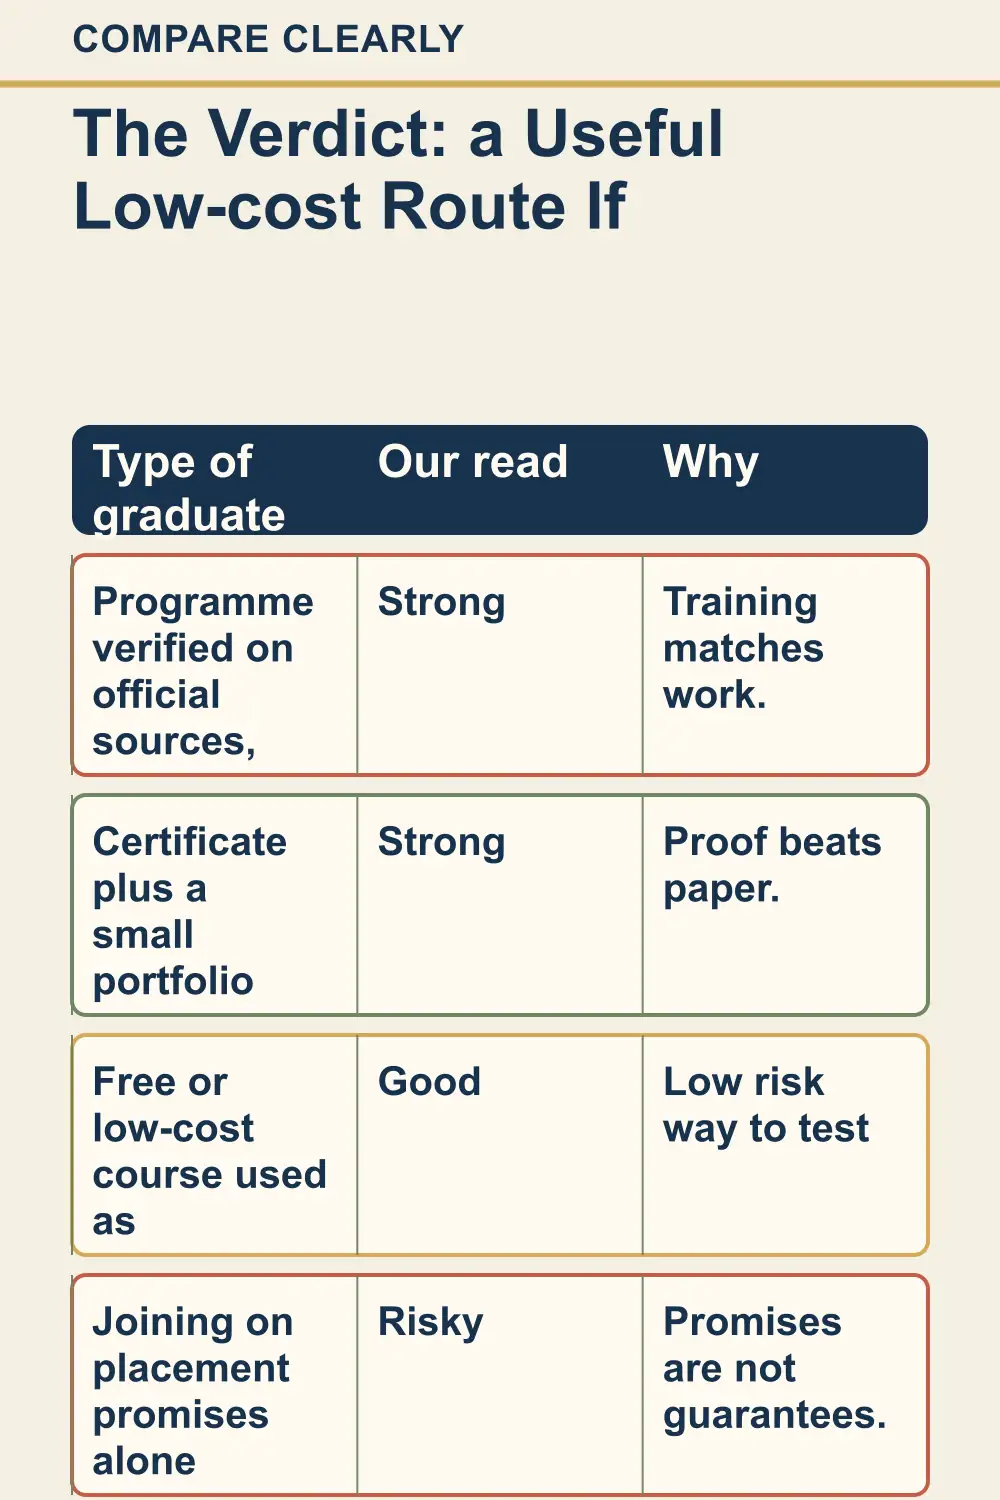 COMPARE CLEARLY
The Verdict: a Useful
Low-cost Route If
Type of
graduate
Our read
Why
Programme
verified on
official
sources,
Strong
Training
matches
work.
Certificate
plus a
small
portfolio
Strong
Proof beats
paper.
Free or
low-cost
course used
as
Good
Low risk
way to test
Joining on
placement
promises
alone
Risky
Promises
are not
guarantees.